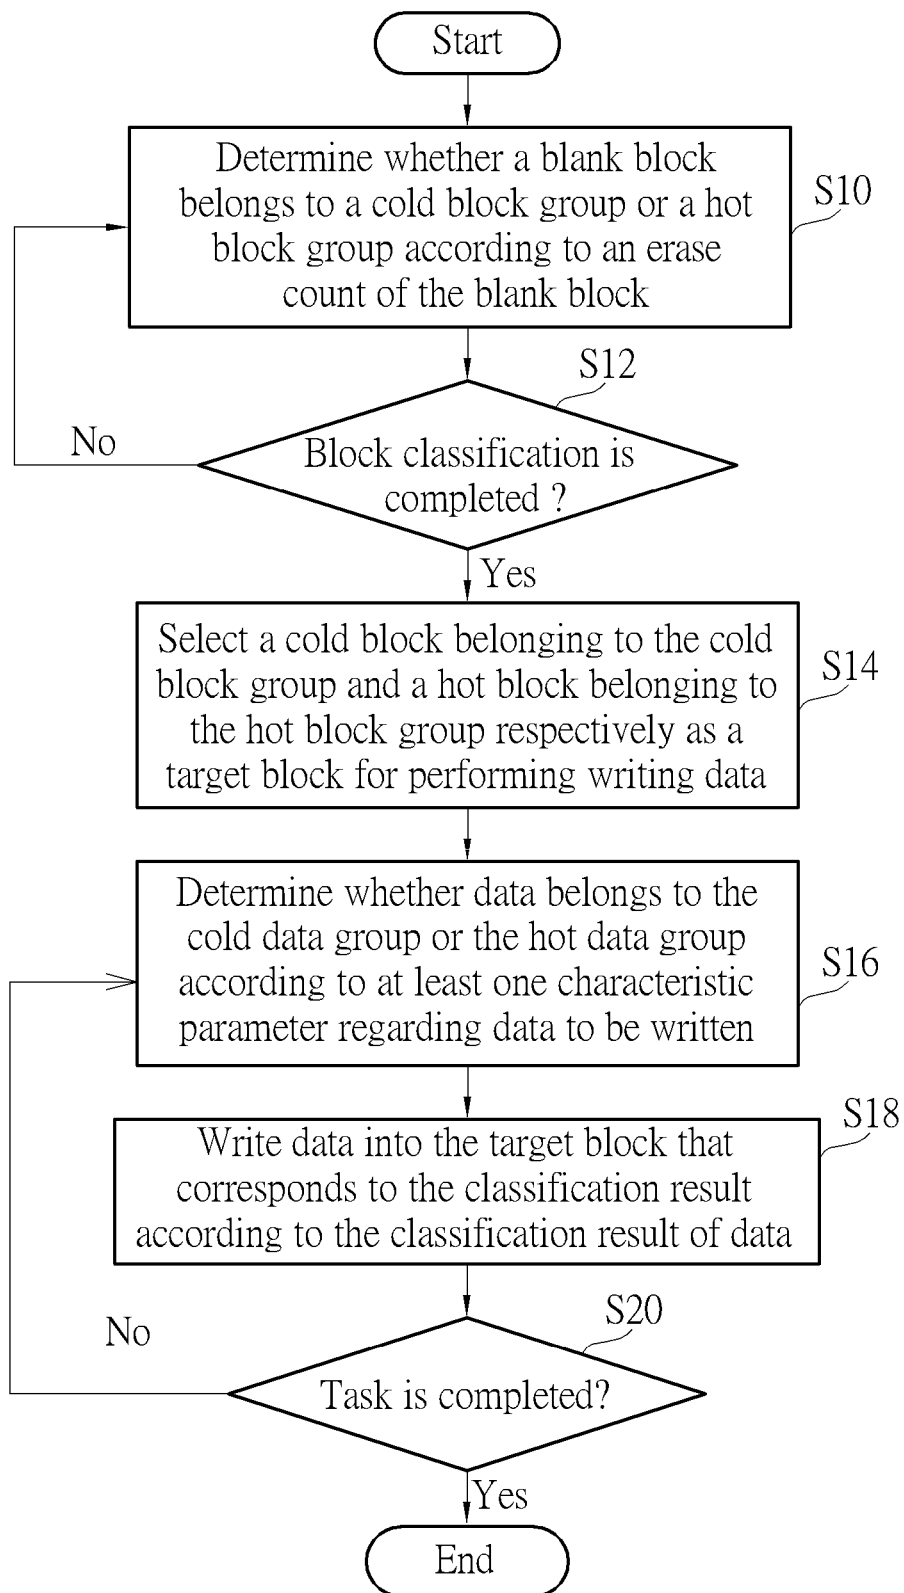 Start
Determine whether a blank block
belongs to a cold block group or a hot
block group according to an erase
count of the blank block
S10
S12
Block classification is
completed ?
No
Yes
Select a cold block belonging to the cold
block group and a hot block belonging to
the hot block group respectively as a
target block for performing writing data
S14
Determine whether data belongs to the
cold data group or the hot data group
according to at least one characteristic
parameter regarding data to be written
S16
S18
Write data into the target block that
corresponds to the classification result
according to the classification result of data
S20
No
Task is completed?
Yes
End